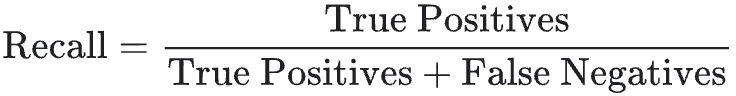 Recall = True Positives / True Positives + False Negatives